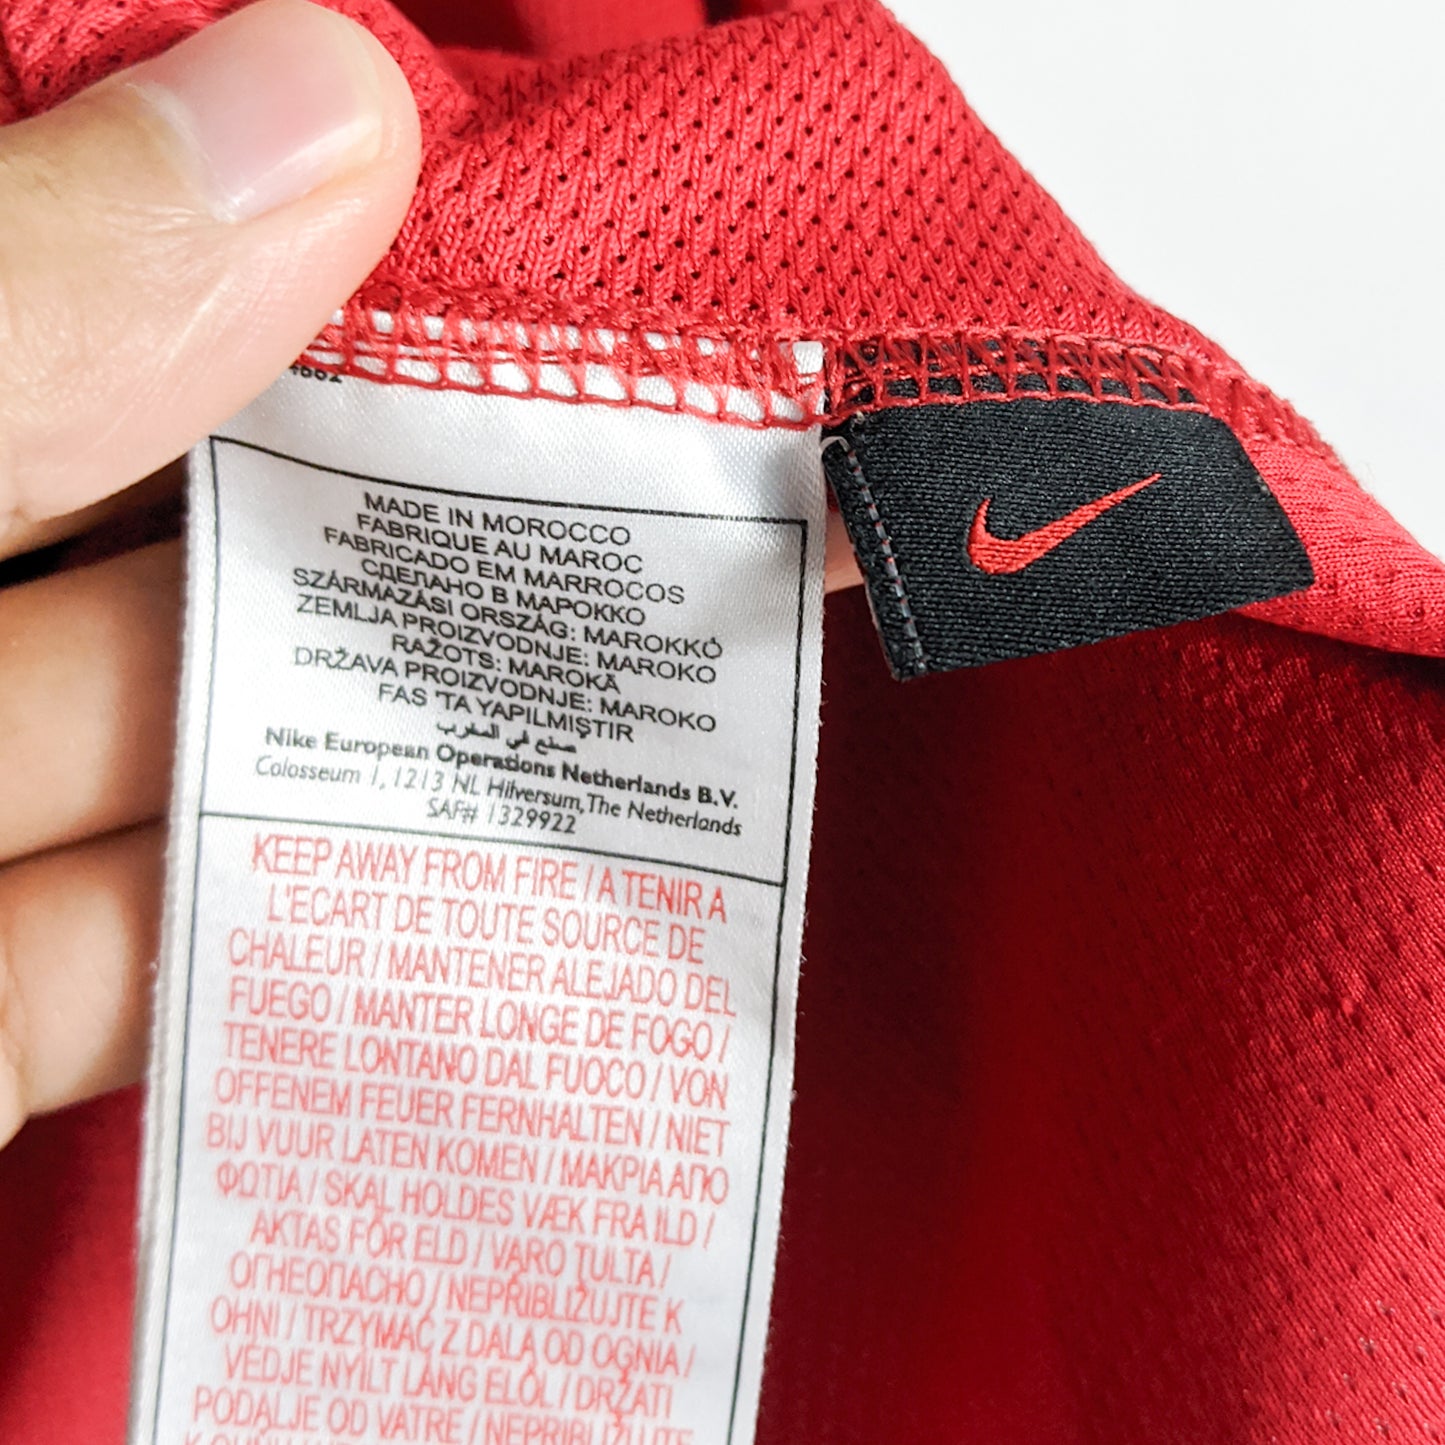 MADE IN MOROCCO
FABRIQUE AU MAROC
FABRICADO EM MARROCOS
СДЕЛАНО В МАРОККО
SZÁRMAZÁSI ORSZÁG: MAROKKÓ
ZEMLJA PROIZVODNJE: MAROKO
RAŽOTS: MAROKĀ
DRŽAVA PROIZVODNJE: MAROKO
FAS 'TA YAPILMIŞTIR
صنع في المغرب
Nike European Operations Netherlands B.V.
Colosseum 1, 1213 NL Hilversum, The Netherlands
SAF# 1329922
KEEP AWAY FROM FIRE / A TENIR A
L'ECART DE TOUTE SOURCE DE
CHALEUR / MANTENER ALEJADO DEL
FUEGO / MANTER LONGE DE FOGO /
TENERE LONTANO DAL FUOCO / VON
OFFENEM FEUER FERNHALTEN / NIET
BIJ VUUR LATEN KOMEN / ΜΑΚΡΙΑ ΑΠΟ
ΦΩΤΙΑ / SKAL HOLDES VÆK FRA ILD /
AKTAS FÖR ELD / VARO TULTA /
ОГНЕОПАСНО / NEPŘIBLIŽUJTE K
OHNI / TRZYMAĆ Z DALA OD OGNIA /
VÉDJE NYÍLT LÁNG ELŐL / DRŽATI
PODALJE OD VATRE / NEPRIBLIŽUJTE